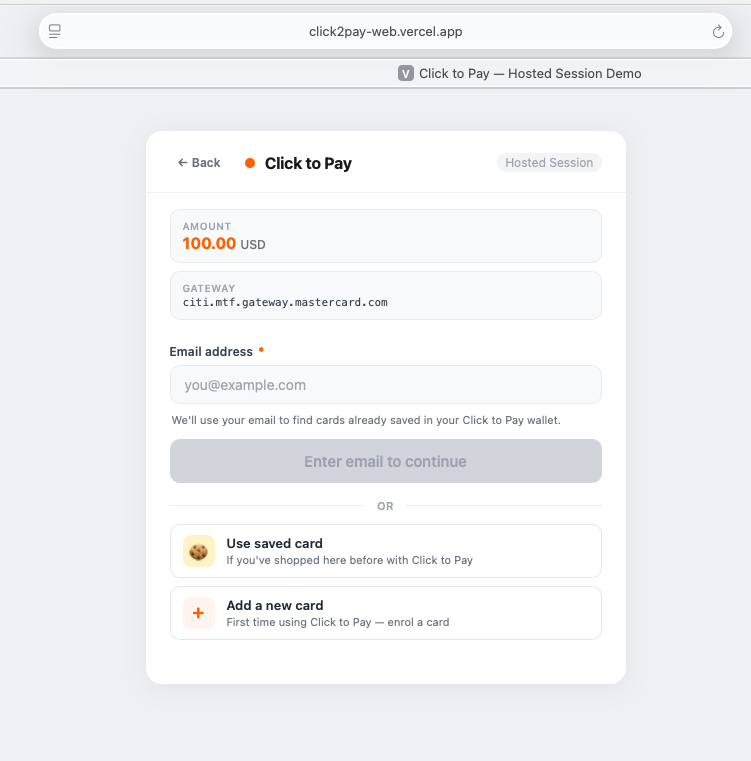 click2pay-web.vercel.app
V Click to Pay — Hosted Session Demo
← Back
Click to Pay
Hosted Session
AMOUNT
100.00 USD
GATEWAY
citi.mtf.gateway.mastercard.com
Email address *
you@example.com
We'll use your email to find cards already saved in your Click to Pay wallet.
Enter email to continue
OR
Use saved card
If you've shopped here before with Click to Pay
+
Add a new card
First time using Click to Pay — enrol a card